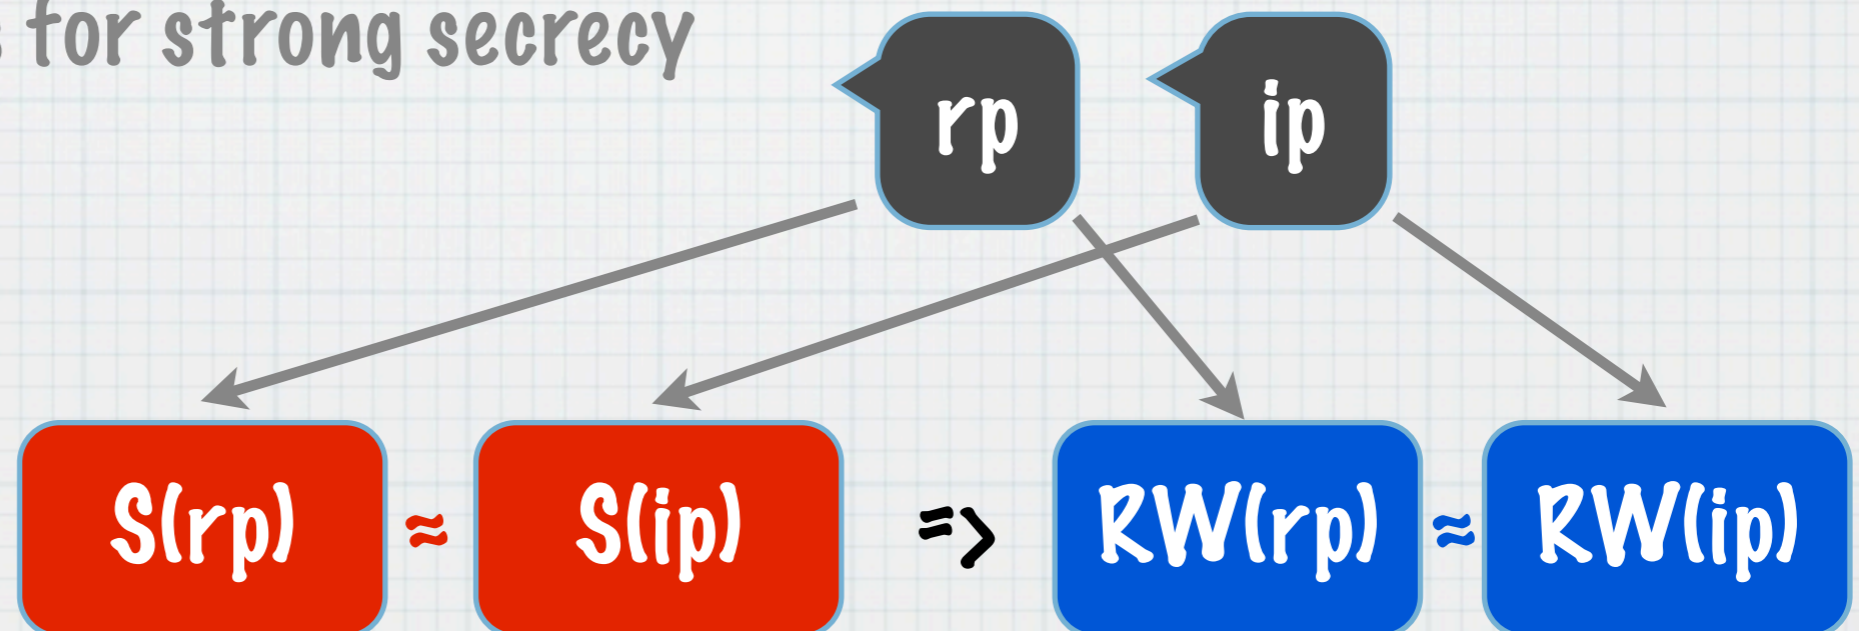 for strong secrecy
rp
ip
S(rp) ≈ S(ip) => RW(rp) ≈ RW(ip)